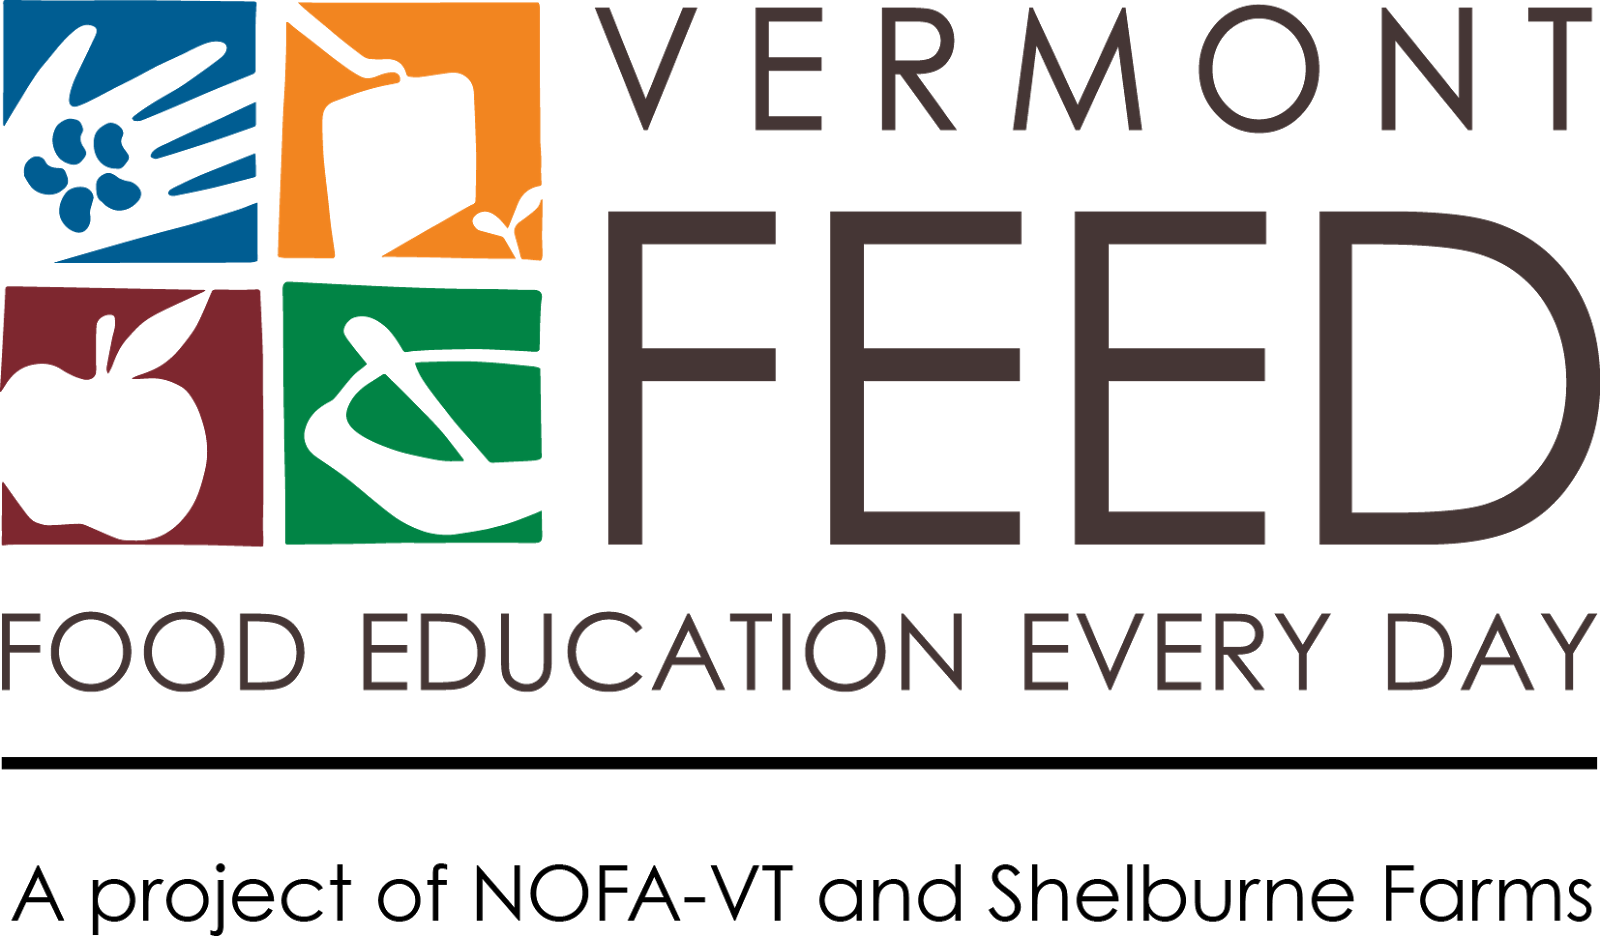 VERMONT
FEED
FOOD EDUCATION EVERY DAY
A project of NOFA-VT and Shelburne Farms